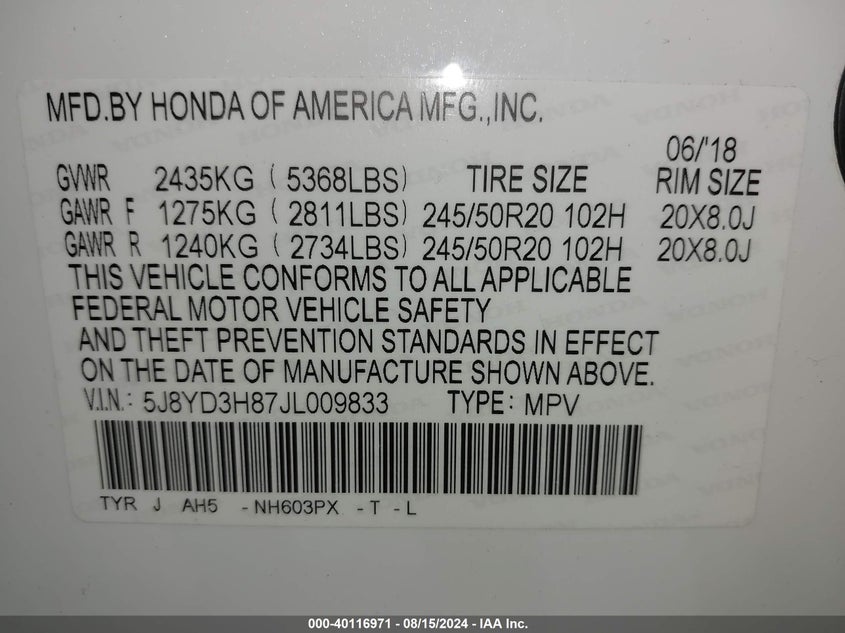 MFD.BY HONDA OF AMERICA MFG.,INC.
06/'18
GVWR 2435KG ( 5368LBS) TIRE SIZE RIM SIZE
GAWR F 1275KG ( 2811LBS) 245/50R20 102H 20X8.0J
GAWR R 1240KG ( 2734LBS) 245/50R20 102H 20X8.0J
THIS VEHICLE CONFORMS TO ALL APPLICABLE
FEDERAL MOTOR VEHICLE SAFETY
AND THEFT PREVENTION STANDARDS IN EFFECT
ON THE DATE OF MANUFACTURE SHOWN ABOVE.
V.I.N.: 5J8YD3H87JL009833 TYPE: MPV
TYR J AH5 -NH603PX -T -L
000-40116971 - 08/15/2024 - IAA Inc.